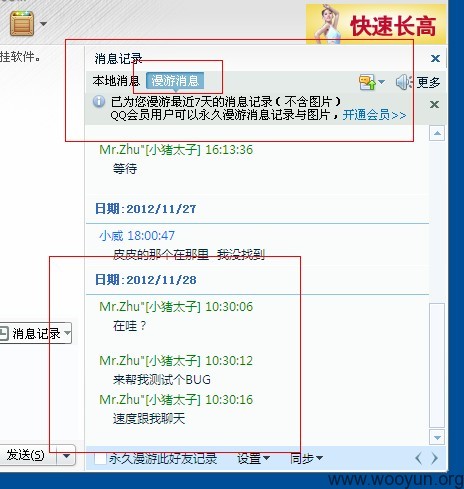 快速长高
挂软件。
消息记录
本地消息 漫游消息 更多
已为您漫游最近7天的消息记录(不含图片)
QQ会员用户可以永久漫游消息记录与图片，开通会员>>
Mr.Zhu"[小猪太子] 16:13:36
等待
日期:2012/11/27
小威 18:00:47
皮皮的那个在那里 我没找到
日期:2012/11/28
Mr.Zhu"[小猪太子] 10:30:06
在哇？
消息记录
Mr.Zhu"[小猪太子] 10:30:12
来帮我测试个BUG
Mr.Zhu"[小猪太子] 10:30:16
速度跟我聊天
发送(S) 永久漫游此好友记录 设置 同步
www.wooyun.org